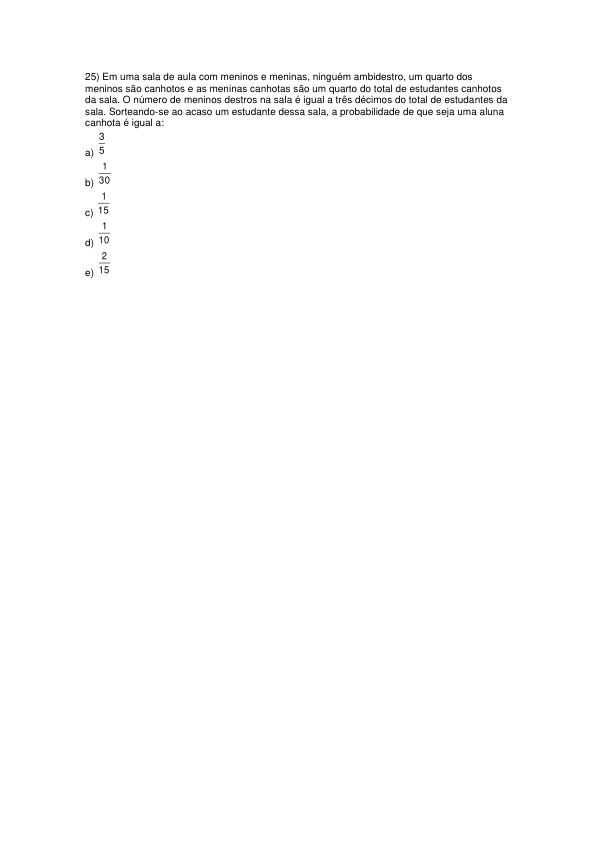 25) Em uma sala de aula com meninos e meninas, ninguém ambidestro, um quarto dos
meninos são canhotos e as meninas canhotas são um quarto do total de estudantes canhotos
da sala. O número de meninos destros na sala é igual a três décimos do total de estudantes da
sala. Sorteando-se ao acaso um estudante dessa sala, a probabilidade de que seja uma aluna
canhota é igual a:
a) 3/5
b) 1/30
c) 1/15
d) 1/10
e) 2/15